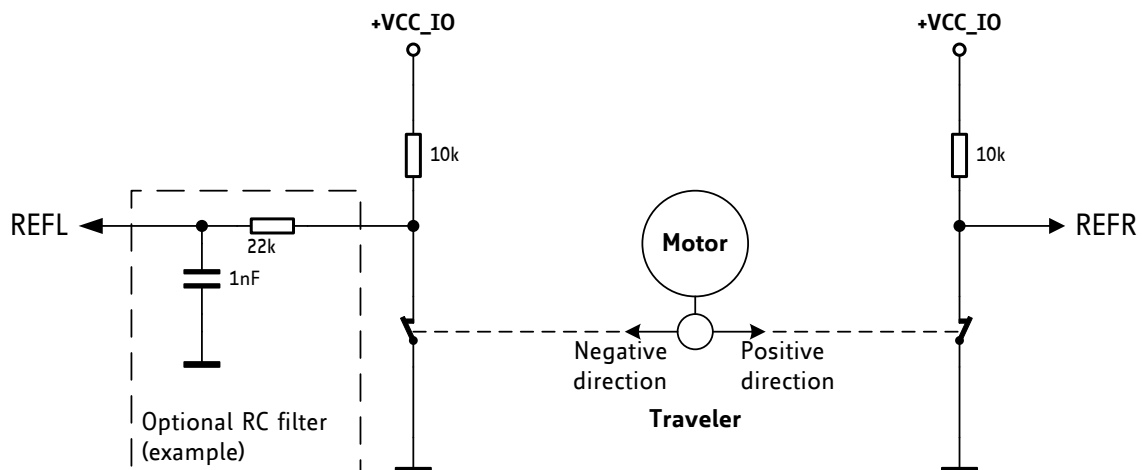 +VCC_IO
+VCC_IO
10k
10k
REFL
22k
1nF
Motor
REFR
Negative
direction
Positive
direction
Traveler
Optional RC filter
(example)